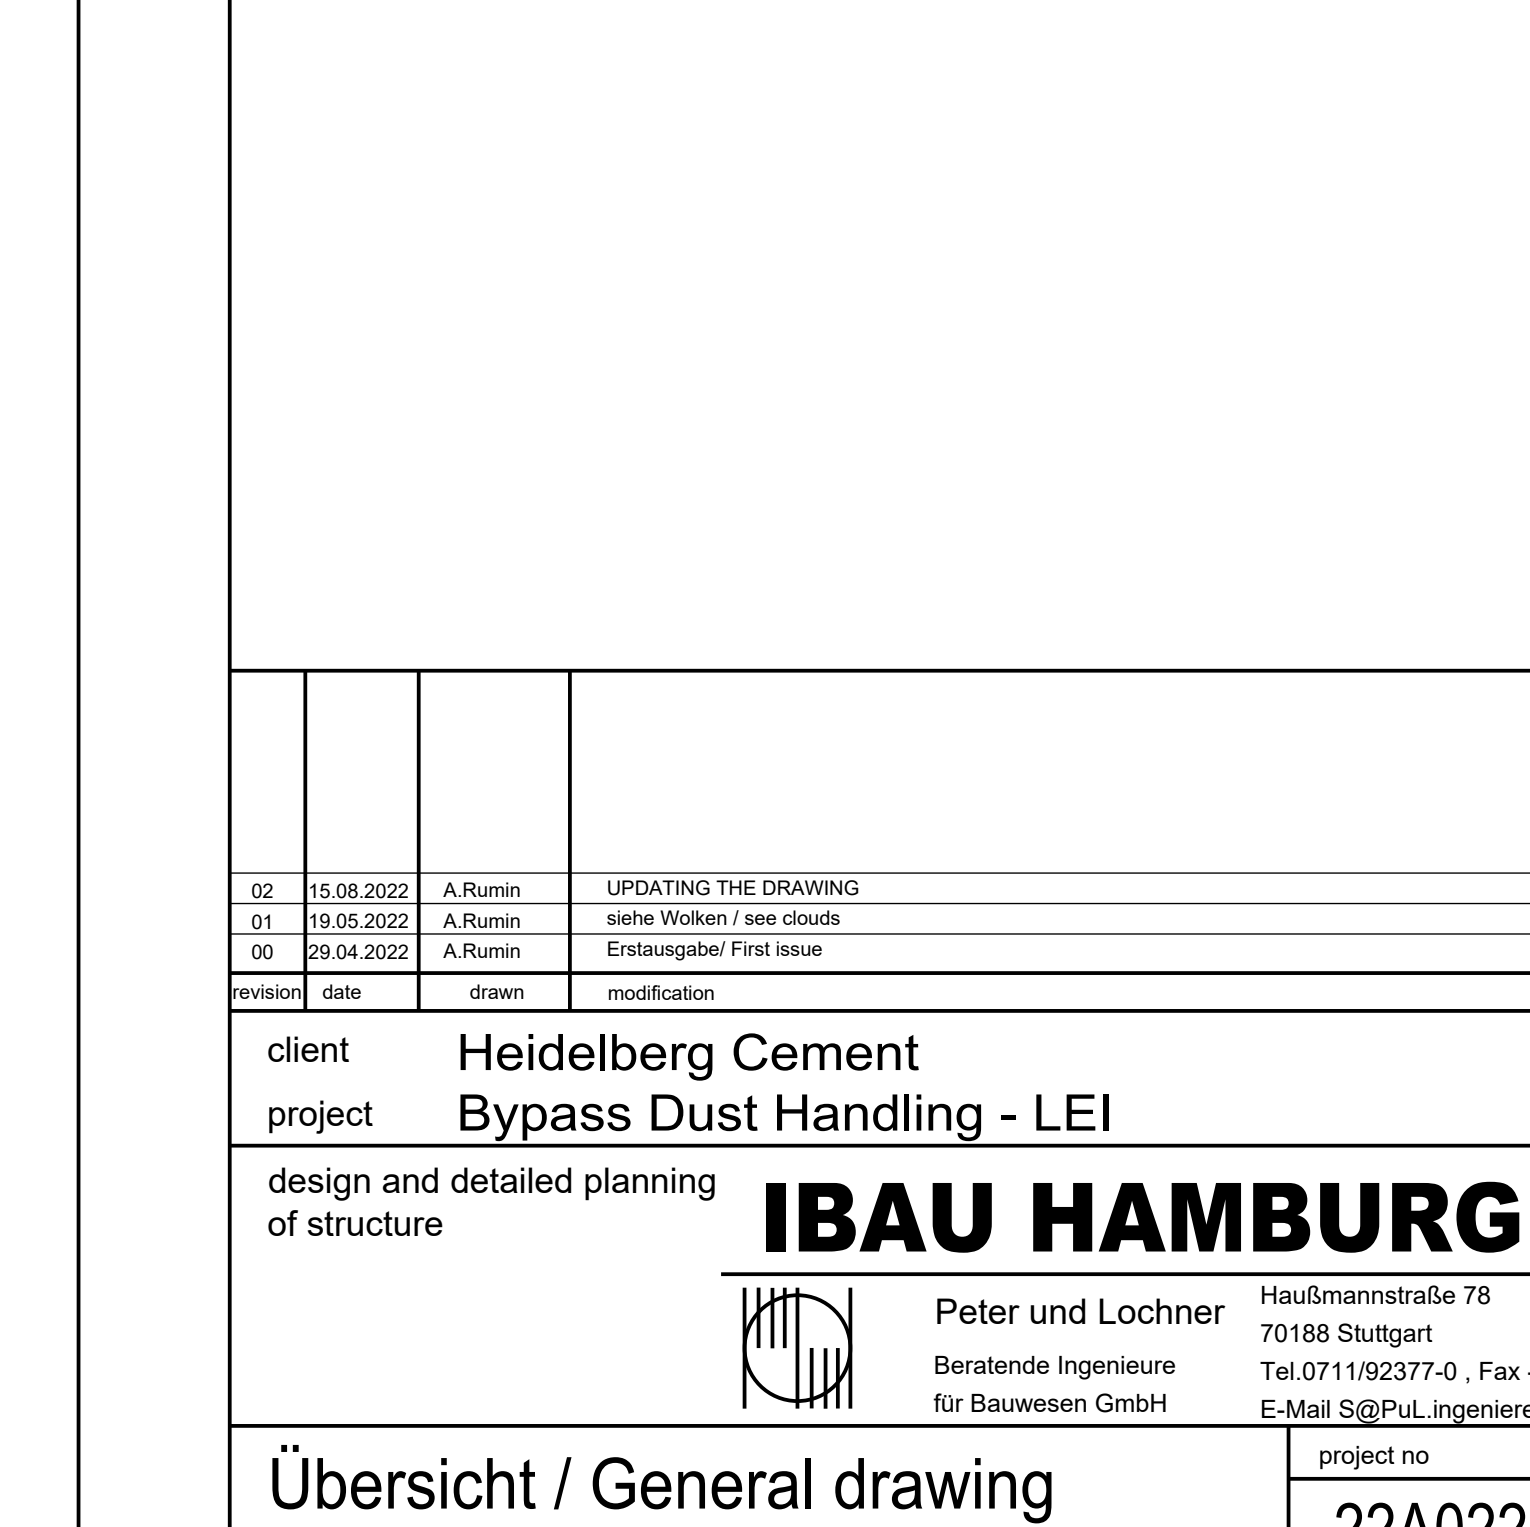 02 15.08.2022 A.Rumin UPDATING THE DRAWING
01 19.05.2022 A.Rumin siehe Wolken / see clouds
00 29.04.2022 A.Rumin Erstausgabe/ First issue
revision date drawn modification
client Heidelberg Cement
project Bypass Dust Handling - LEI
design and detailed planning
of structure
IBAU HAMBURG
Peter und Lochner
Beratende Ingenieure
für Bauwesen GmbH
Haußmannstraße 78
70188 Stuttgart
Tel.0711/92377-0 , Fax -
E-Mail S@PuL.ingeniere
Übersicht / General drawing
project no
22A022